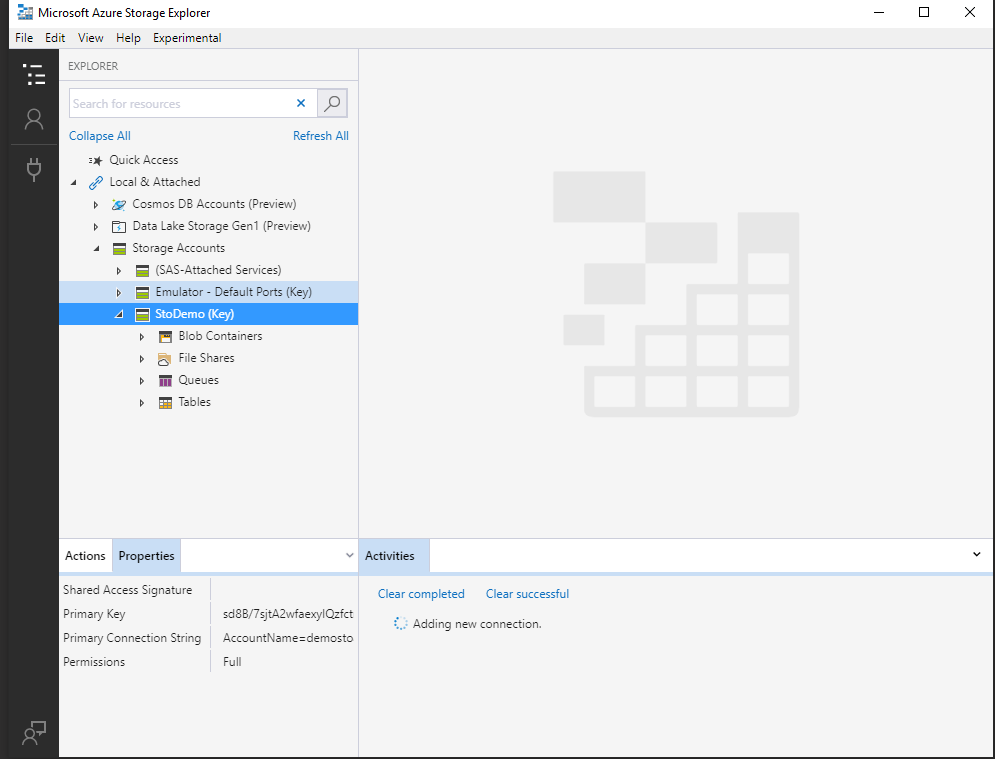 Microsoft Azure Storage Explorer
File Edit View Help Experimental
EXPLORER
Search for resources
Collapse All Refresh All
Quick Access
Local & Attached
Cosmos DB Accounts (Preview)
Data Lake Storage Gen1 (Preview)
Storage Accounts
(SAS-Attached Services)
Emulator - Default Ports (Key)
StoDemo (Key)
Blob Containers
File Shares
Queues
Tables
Actions Properties
Shared Access Signature
Primary Key sd8B/7sjtA2wfaexylQzfct
Primary Connection String AccountName=demosto
Permissions Full
Activities
Clear completed Clear successful
Adding new connection.